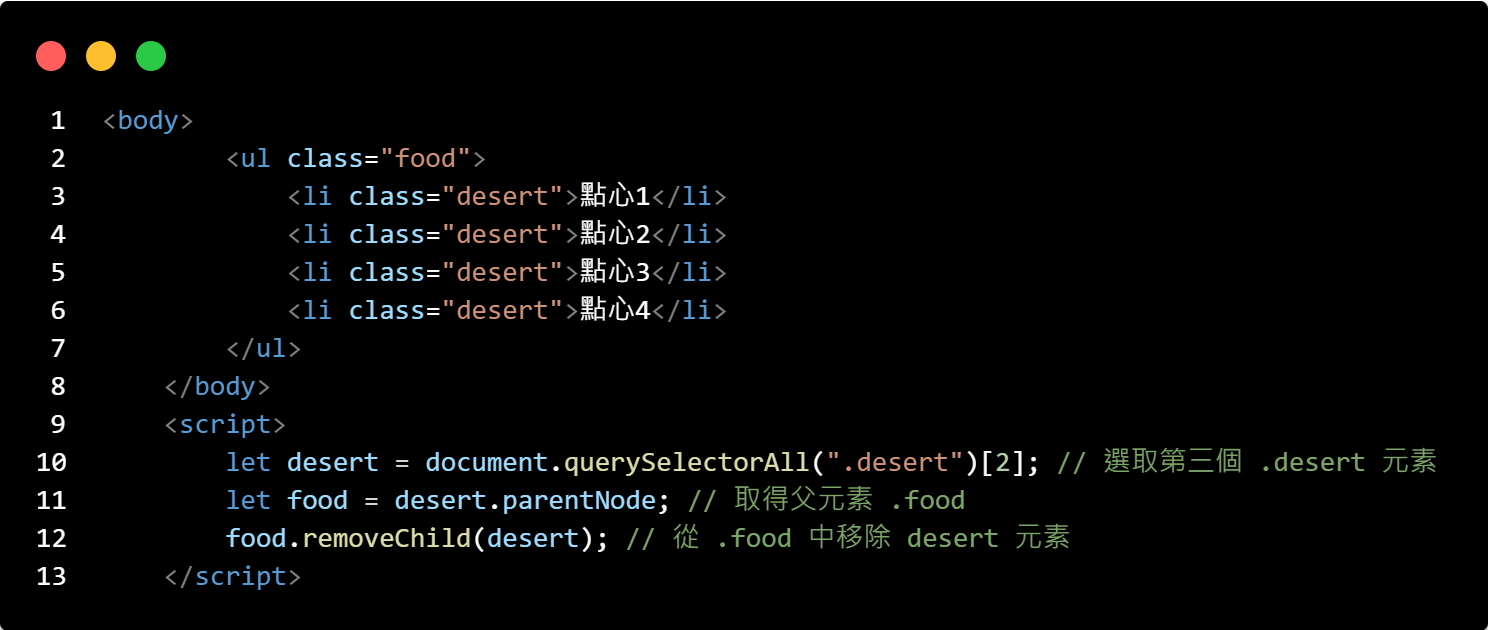 1 <body>
2         <ul class="food">
3             <li class="desert">點心1</li>
4             <li class="desert">點心2</li>
5             <li class="desert">點心3</li>
6             <li class="desert">點心4</li>
7         </ul>
8     </body>
9     <script>
10         let desert = document.querySelectorAll(".desert")[2]; // 選取第三個 .desert 元素
11         let food = desert.parentNode; // 取得父元素 .food
12         food.removeChild(desert); // 從 .food 中移除 desert 元素
13     </script>